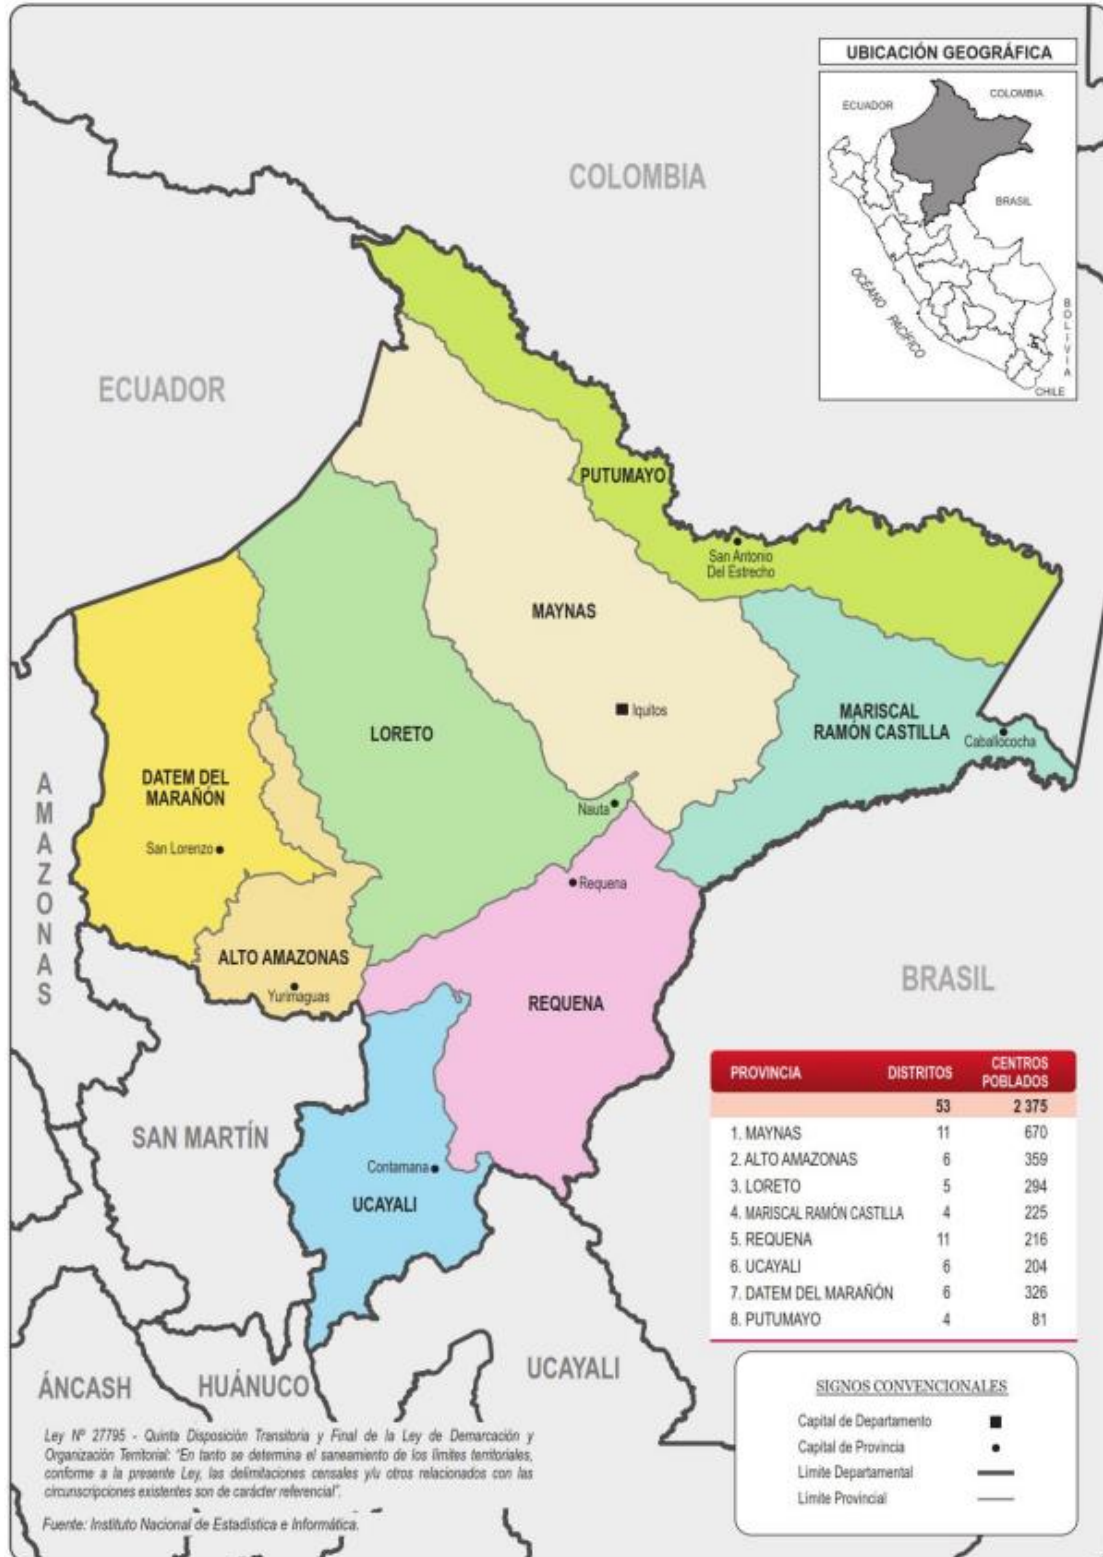 UBICACIÓN GEOGRÁFICA
ECUADOR
COLOMBIA
BRASIL
OCÉANO PACÍFICO
BOLIVIA
CHILE
COLOMBIA
ECUADOR
PUTUMAYO
San Antonio
Del Estrecho
MAYNAS
Iquitos
LORETO
MARISCAL
RAMÓN CASTILLA
Caballococha
DATEM DEL
MARAÑÓN
Nauta
San Lorenzo
Requena
AMAZONAS
ALTO AMAZONAS
Yurimaguas
REQUENA
BRASIL
SAN MARTÍN
Contamana
UCAYALI
PROVINCIA DISTRITOS CENTROS POBLADOS
53 2 375
1. MAYNAS 11 670
2. ALTO AMAZONAS 6 359
3. LORETO 5 294
4. MARISCAL RAMÓN CASTILLA 4 225
5. REQUENA 11 216
6. UCAYALI 6 204
7. DATEM DEL MARAÑÓN 6 326
8. PUTUMAYO 4 81
ÁNCASH
HUÁNUCO
UCAYALI
SIGNOS CONVENCIONALES
Capital de Departamento
Capital de Provincia
Límite Departamental
Límite Provincial
Ley Nº 27795 - Quinta Disposición Transitoria y Final de la Ley de Demarcación y
Organización Territorial: "En tanto se determina el saneamiento de los límites territoriales,
conforme a la presente Ley, las delimitaciones censales y/u otros relacionados con las
circunscripciones existentes son de carácter referencial".
Fuente: Instituto Nacional de Estadística e Informática.